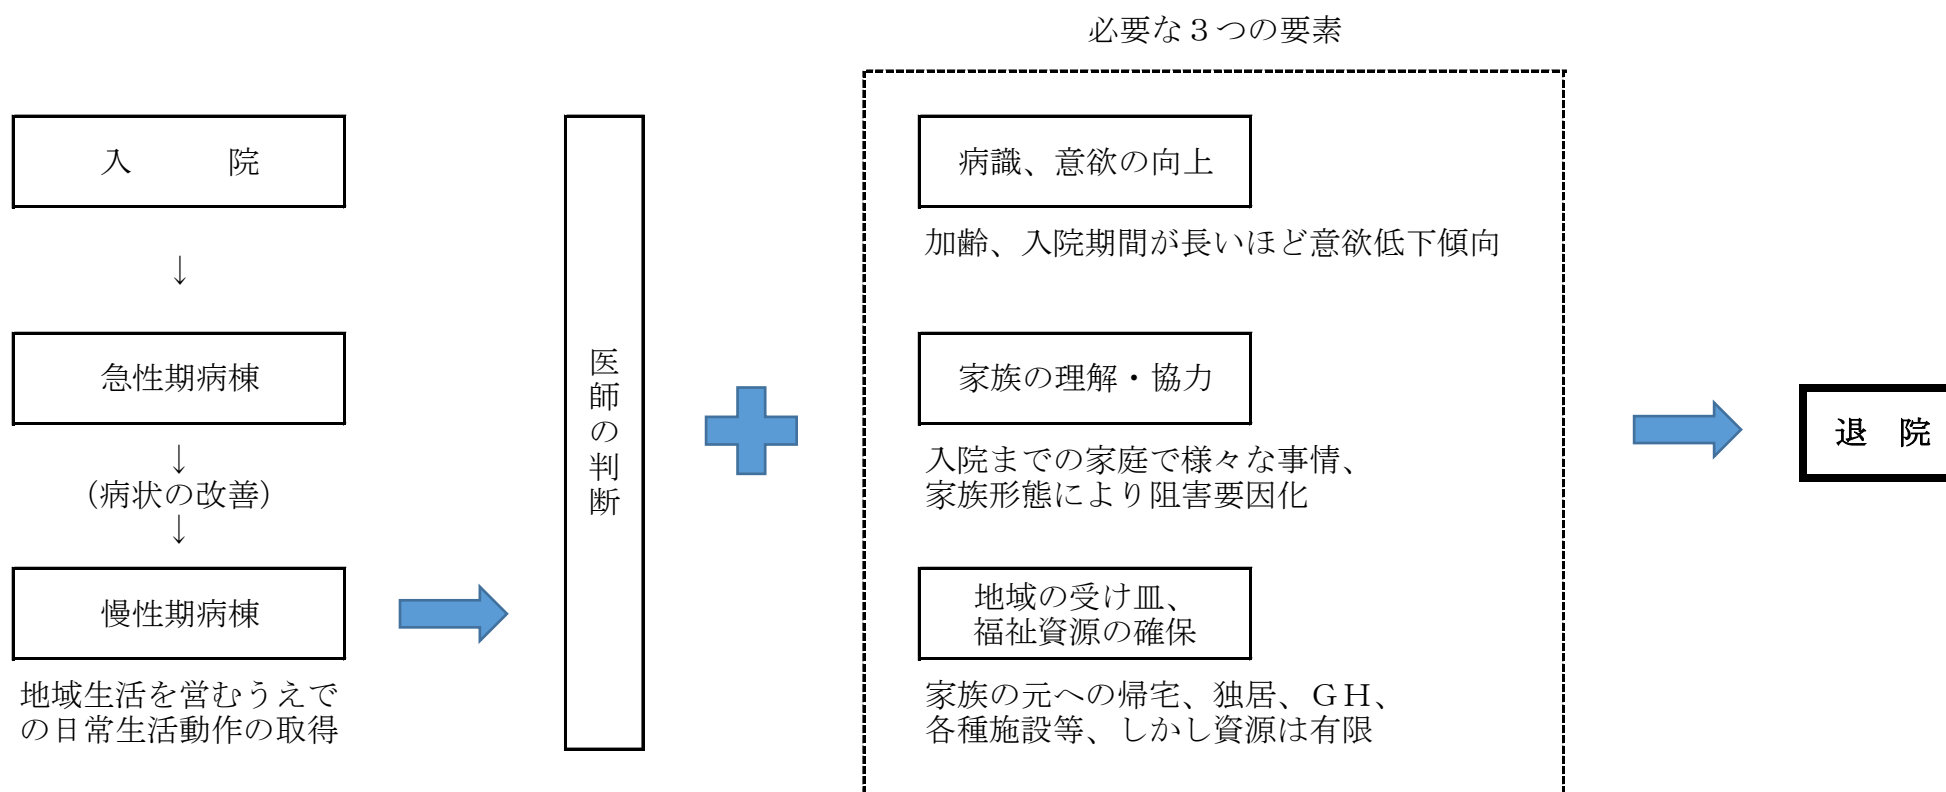 必要な３つの要素
入　　院
↓
急性期病棟
↓
（病状の改善）
↓
慢性期病棟
地域生活を営むうえで
の日常生活動作の取得
医師の判断
病識、意欲の向上
加齢、入院期間が長いほど意欲低下傾向
家族の理解・協力
入院までの家庭で様々な事情、
家族形態により阻害要因化
地域の受け皿、
福祉資源の確保
家族の元への帰宅、独居、ＧＨ、
各種施設等、しかし資源は有限
退　院